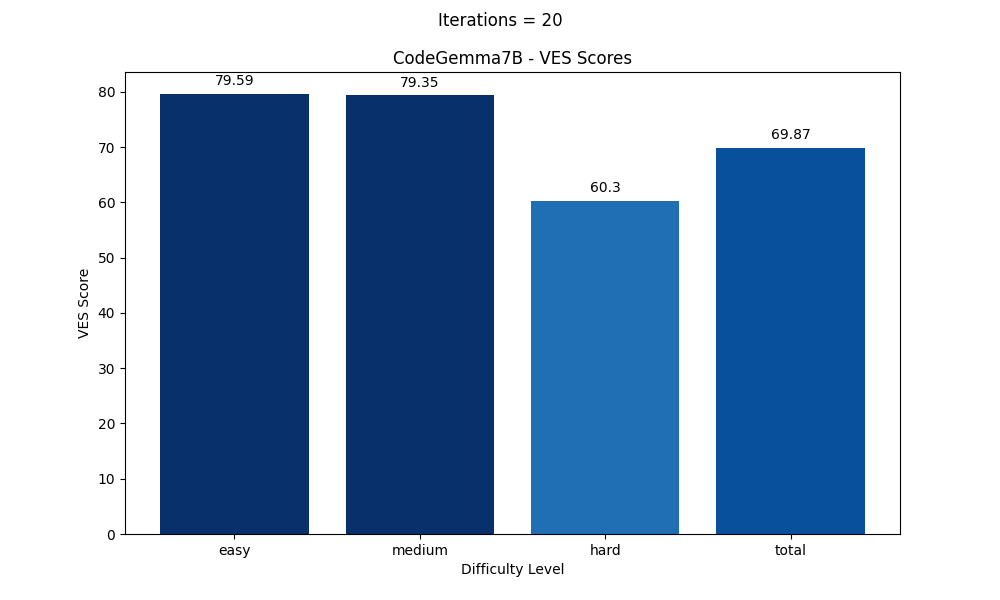 Iterations = 20
CodeGemma7B - VES Scores
79.59
79.35
60.3
69.87
80
70
60
50
40
30
20
10
0
VES Score
easy medium hard total
Difficulty Level